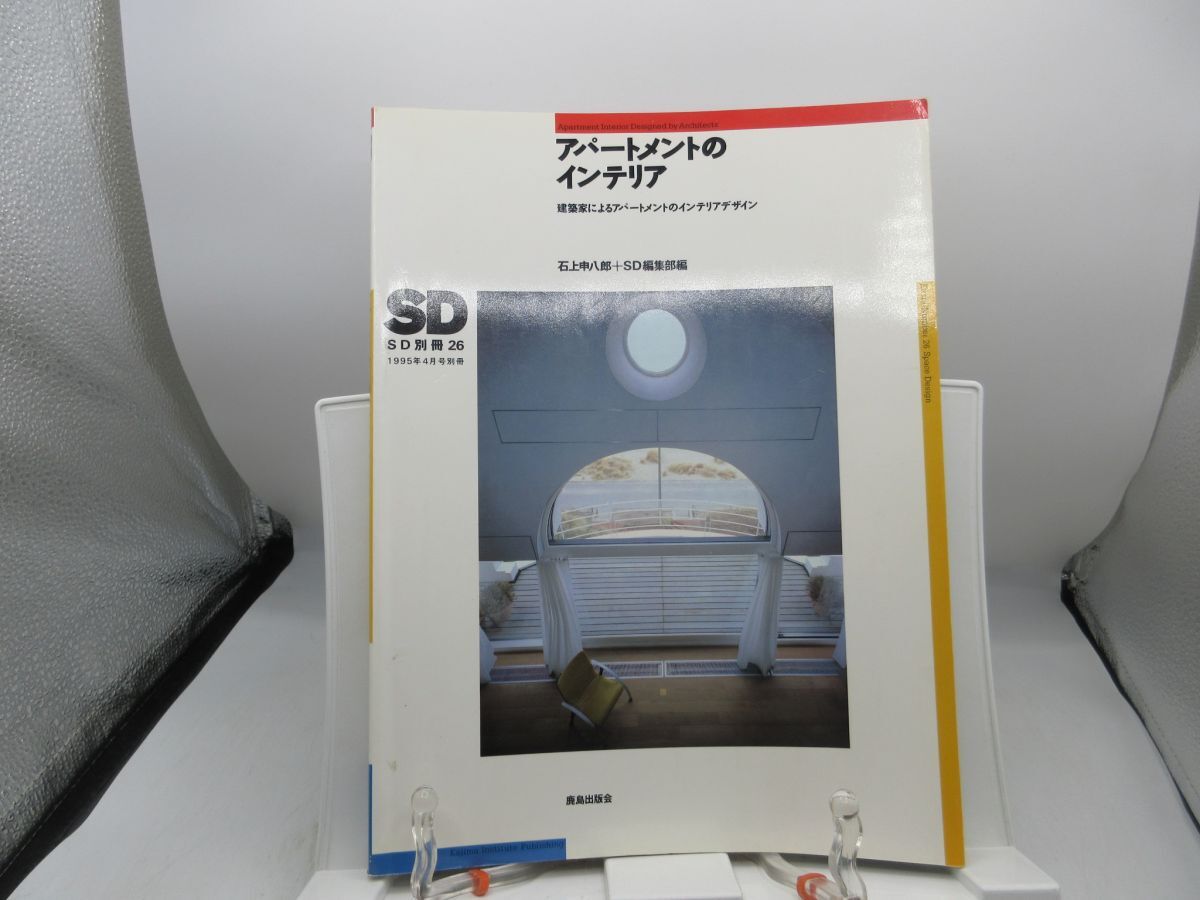 Apartment Interior Designed by Architects
アパートメントの
インテリア
建築家によるアパートメントのインテリアデザイン
石上申八郎＋SD編集部編
SD
SD別冊26
1995年4月号別冊
26 Space Design
鹿島出版会
Kajima Institute Publishing